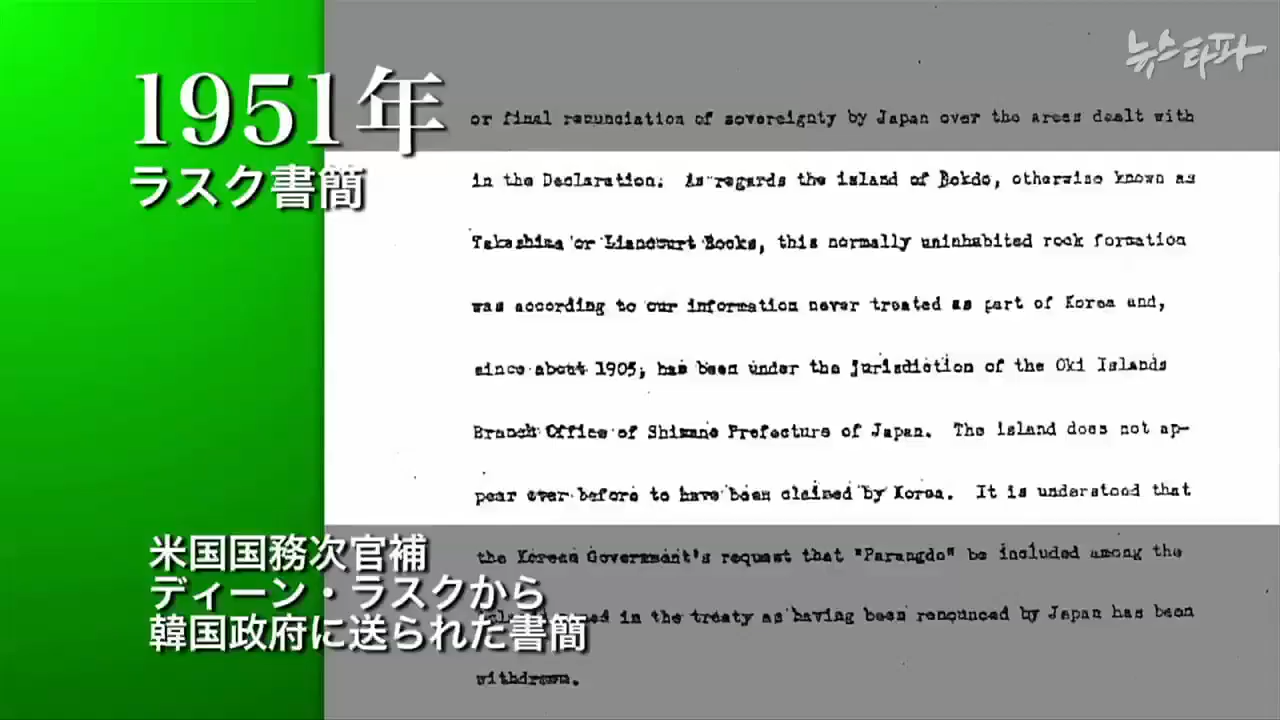 뉴스타파
1951年
ラスク書簡
or final renunciation of sovereignty by Japan over the areas dealt with
in the Declaration. As regards the island of Dokdo, otherwise known as
Takeshima or Liancourt Rocks, this normally uninhabited rock formation
was according to our information never treated as part of Korea and,
since about 1905, has been under the jurisdiction of the Oki Islands
Branch Office of Shimane Prefecture of Japan. The island does not ap-
pear ever before to have been claimed by Korea. It is understood that
the Korean Government's request that "Parangdo" be included among the
in the treaty as having been renounced by Japan has been
withdrawn.
米国国務次官補
ディーン・ラスクから
韓国政府に送られた書簡